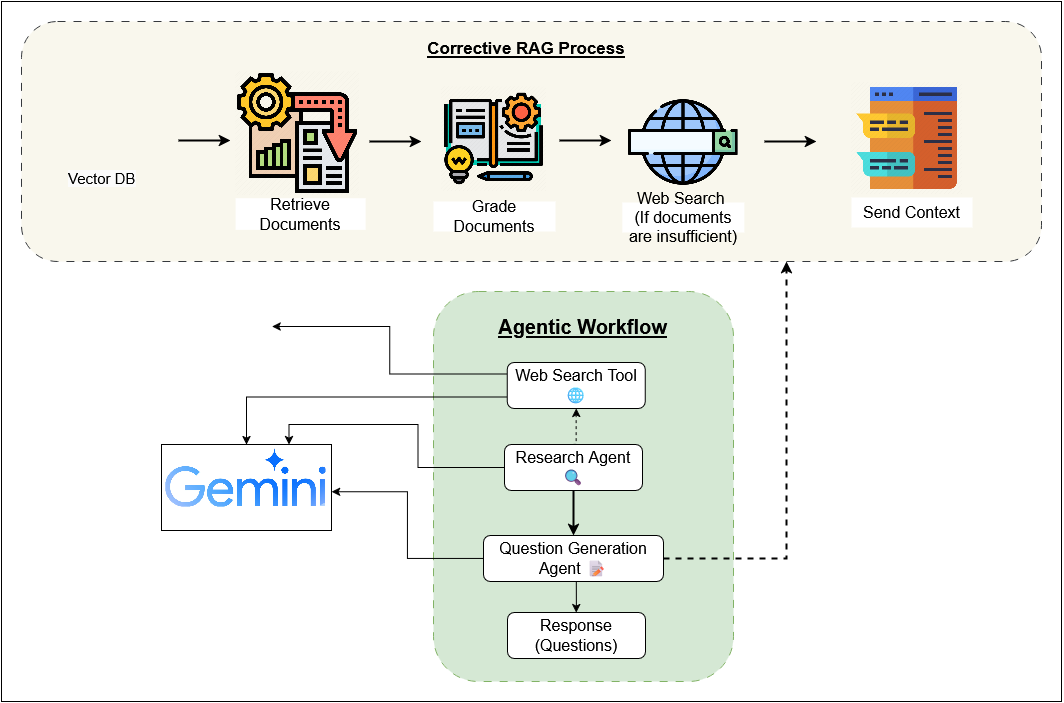 Corrective RAG Process
Vector DB
Retrieve
Documents
Grade
Documents
Web Search
(If documents
are insufficient)
Send Context
Agentic Workflow
Web Search Tool
Research Agent
Gemini
Question Generation
Agent
Response
(Questions)